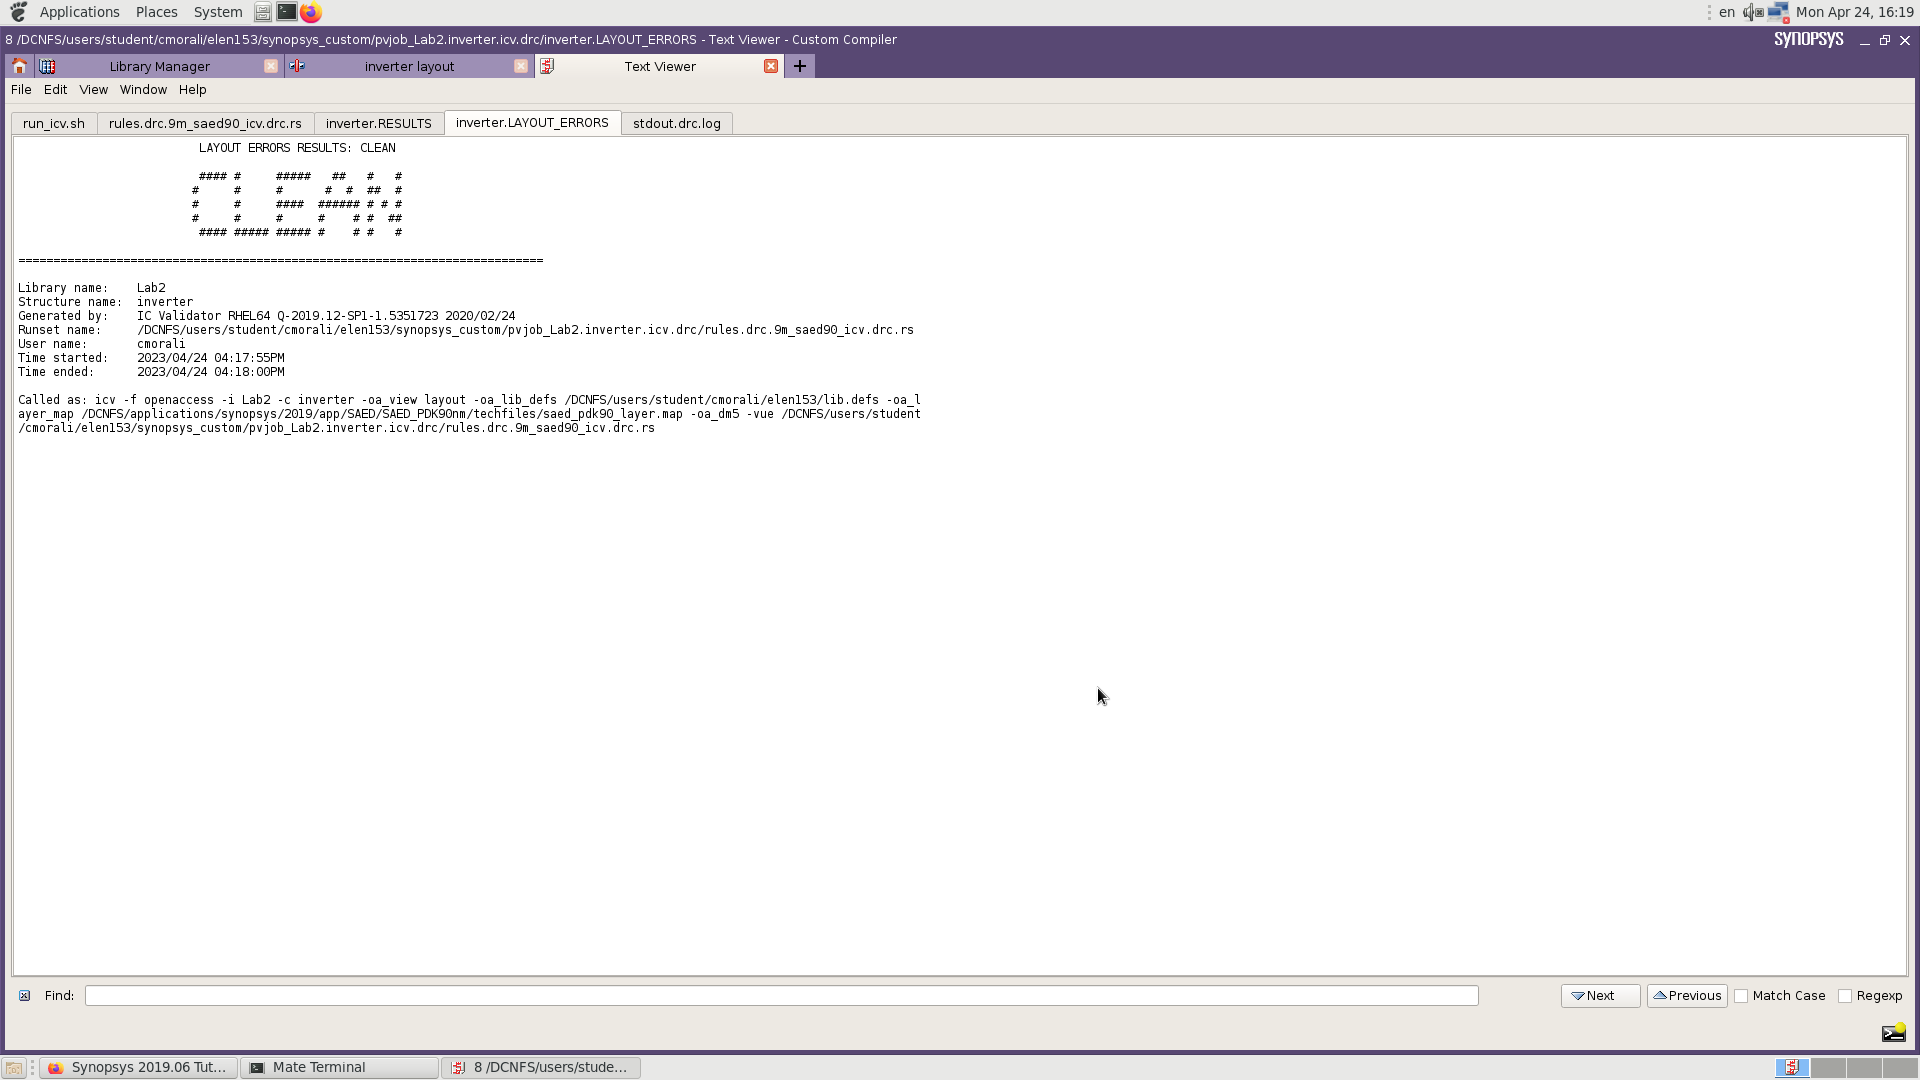 Applications Places System en Mon Apr 24, 16:19
8 /DCNFS/users/student/cmorali/elen153/synopsys_custom/pvjob_Lab2.inverter.icv.drc/inverter.LAYOUT_ERRORS - Text Viewer - Custom Compiler SYNOPSYS
Library Manager inverter layout Text Viewer
File Edit View Window Help
run_icv.sh rules.drc.9m_saed90_icv.drc.rs inverter.RESULTS inverter.LAYOUT_ERRORS stdout.drc.log
LAYOUT ERRORS RESULTS: CLEAN
#### # ##### ## # #
# # # # # ## #
# # #### ###### # # #
# # # # # # ##
#### ##### ##### # # # #
===========================================================================
Library name: Lab2
Structure name: inverter
Generated by: IC Validator RHEL64 Q-2019.12-SP1-1.5351723 2020/02/24
Runset name: /DCNFS/users/student/cmorali/elen153/synopsys_custom/pvjob_Lab2.inverter.icv.drc/rules.drc.9m_saed90_icv.drc.rs
User name: cmorali
Time started: 2023/04/24 04:17:55PM
Time ended: 2023/04/24 04:18:00PM
Called as: icv -f openaccess -i Lab2 -c inverter -oa_view layout -oa_lib_defs /DCNFS/users/student/cmorali/elen153/lib.defs -oa_l
ayer_map /DCNFS/applications/synopsys/2019/app/SAED/SAED_PDK90nm/techfiles/saed_pdk90_layer.map -oa_dm5 -vue /DCNFS/users/student
/cmorali/elen153/synopsys_custom/pvjob_Lab2.inverter.icv.drc/rules.drc.9m_saed90_icv.drc.rs
Find: Next Previous Match Case Regexp
Synopsys 2019.06 Tut... Mate Terminal 8 /DCNFS/users/stude...